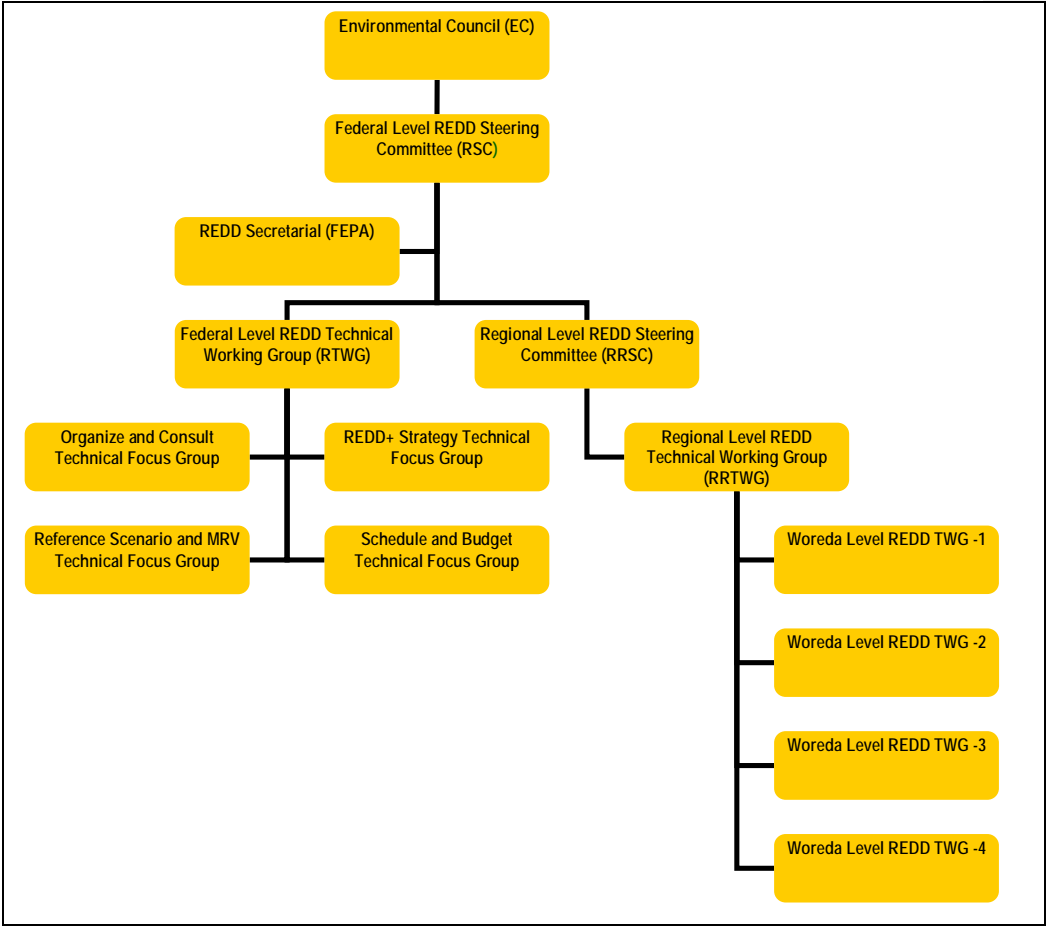 Environmental Council (EC)
Federal Level REDD Steering
Committee (RSC)
REDD Secretarial (FEPA)
Federal Level REDD Technical
Working Group (RTWG)
Regional Level REDD Steering
Committee (RRSC)
Organize and Consult
Technical Focus Group
REDD+ Strategy Technical
Focus Group
Regional Level REDD
Technical Working Group
(RRTWG)
Reference Scenario and MRV
Technical Focus Group
Schedule and Budget
Technical Focus Group
Woreda Level REDD TWG -1
Woreda Level REDD TWG -2
Woreda Level REDD TWG -3
Woreda Level REDD TWG -4